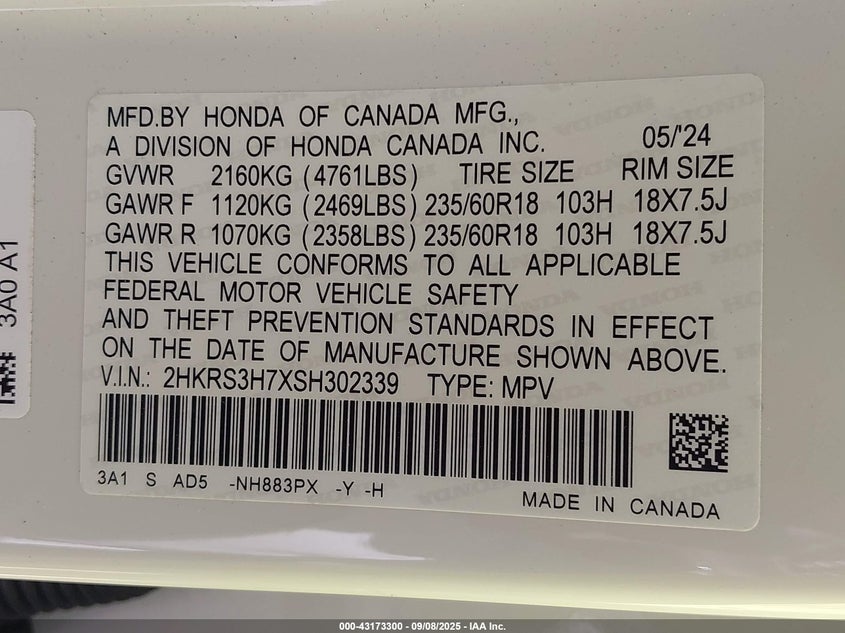 MFD.BY HONDA OF CANADA MFG.,
A DIVISION OF HONDA CANADA INC. 05/'24
GVWR 2160KG (4761LBS) TIRE SIZE RIM SIZE
GAWR F 1120KG (2469LBS) 235/60R18 103H 18X7.5J
GAWR R 1070KG (2358LBS) 235/60R18 103H 18X7.5J
THIS VEHICLE CONFORMS TO ALL APPLICABLE
FEDERAL MOTOR VEHICLE SAFETY
AND THEFT PREVENTION STANDARDS IN EFFECT
ON THE DATE OF MANUFACTURE SHOWN ABOVE.
V.I.N.: 2HKRS3H7XSH302339 TYPE: MPV
3A1 S AD5 -NH883PX -Y -H
MADE IN CANADA
3A0 A1
000-43173300 - 09/08/2025 - IAA Inc.